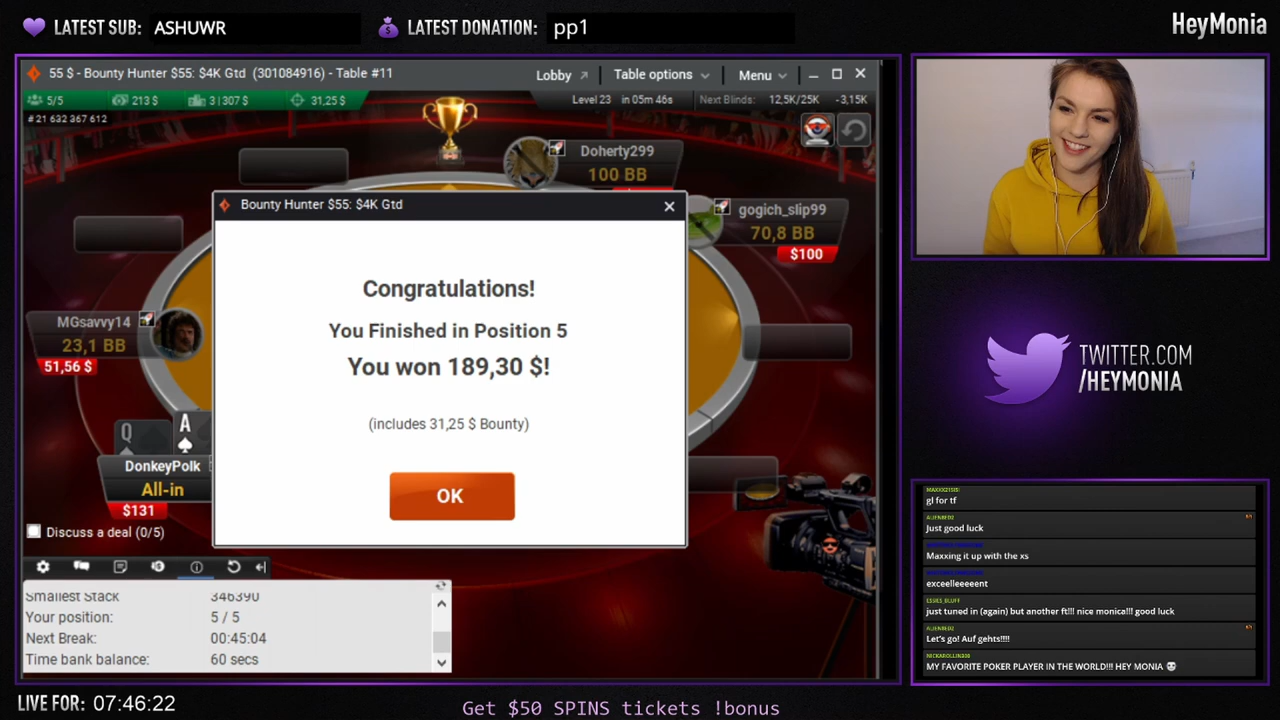 LATEST SUB: ASHUWR
LATEST DONATION: pp1
HeyMonia
55 $ - Bounty Hunter $55: $4K Gtd (301084916) - Table #11
Lobby
Table options
Menu
5/5
213 $
3 | 307 $
31,25 $
Level 23 in 05m 46s
Next Blinds: 12,5K/25K -3,15K
# 21 632 367 612
Doherty299
100 BB
gogich_slip99
70,8 BB
$100
MGsavvy14
23,1 BB
51,56 $
Q
A
DonkeyPolk
All-in
$131
Bounty Hunter $55: $4K Gtd
Congratulations!
You Finished in Position 5
You won 189,30 $!
(includes 31,25 $ Bounty)
OK
Discuss a deal (0/5)
Smallest Stack 346390
Your position: 5 / 5
Next Break: 00:45:04
Time bank balance: 60 secs
TWITTER.COM
/HEYMONIA
gl for tf
Just good luck
Maxxing it up with the xs
exceelleeeeent
just tuned in (again) but another ft!!! nice monica!!! good luck
Let's go! Auf gehts!!!!
MY FAVORITE POKER PLAYER IN THE WORLD!!! HEY MONIA
LIVE FOR: 07:46:22
Get $50 SPINS tickets !bonus